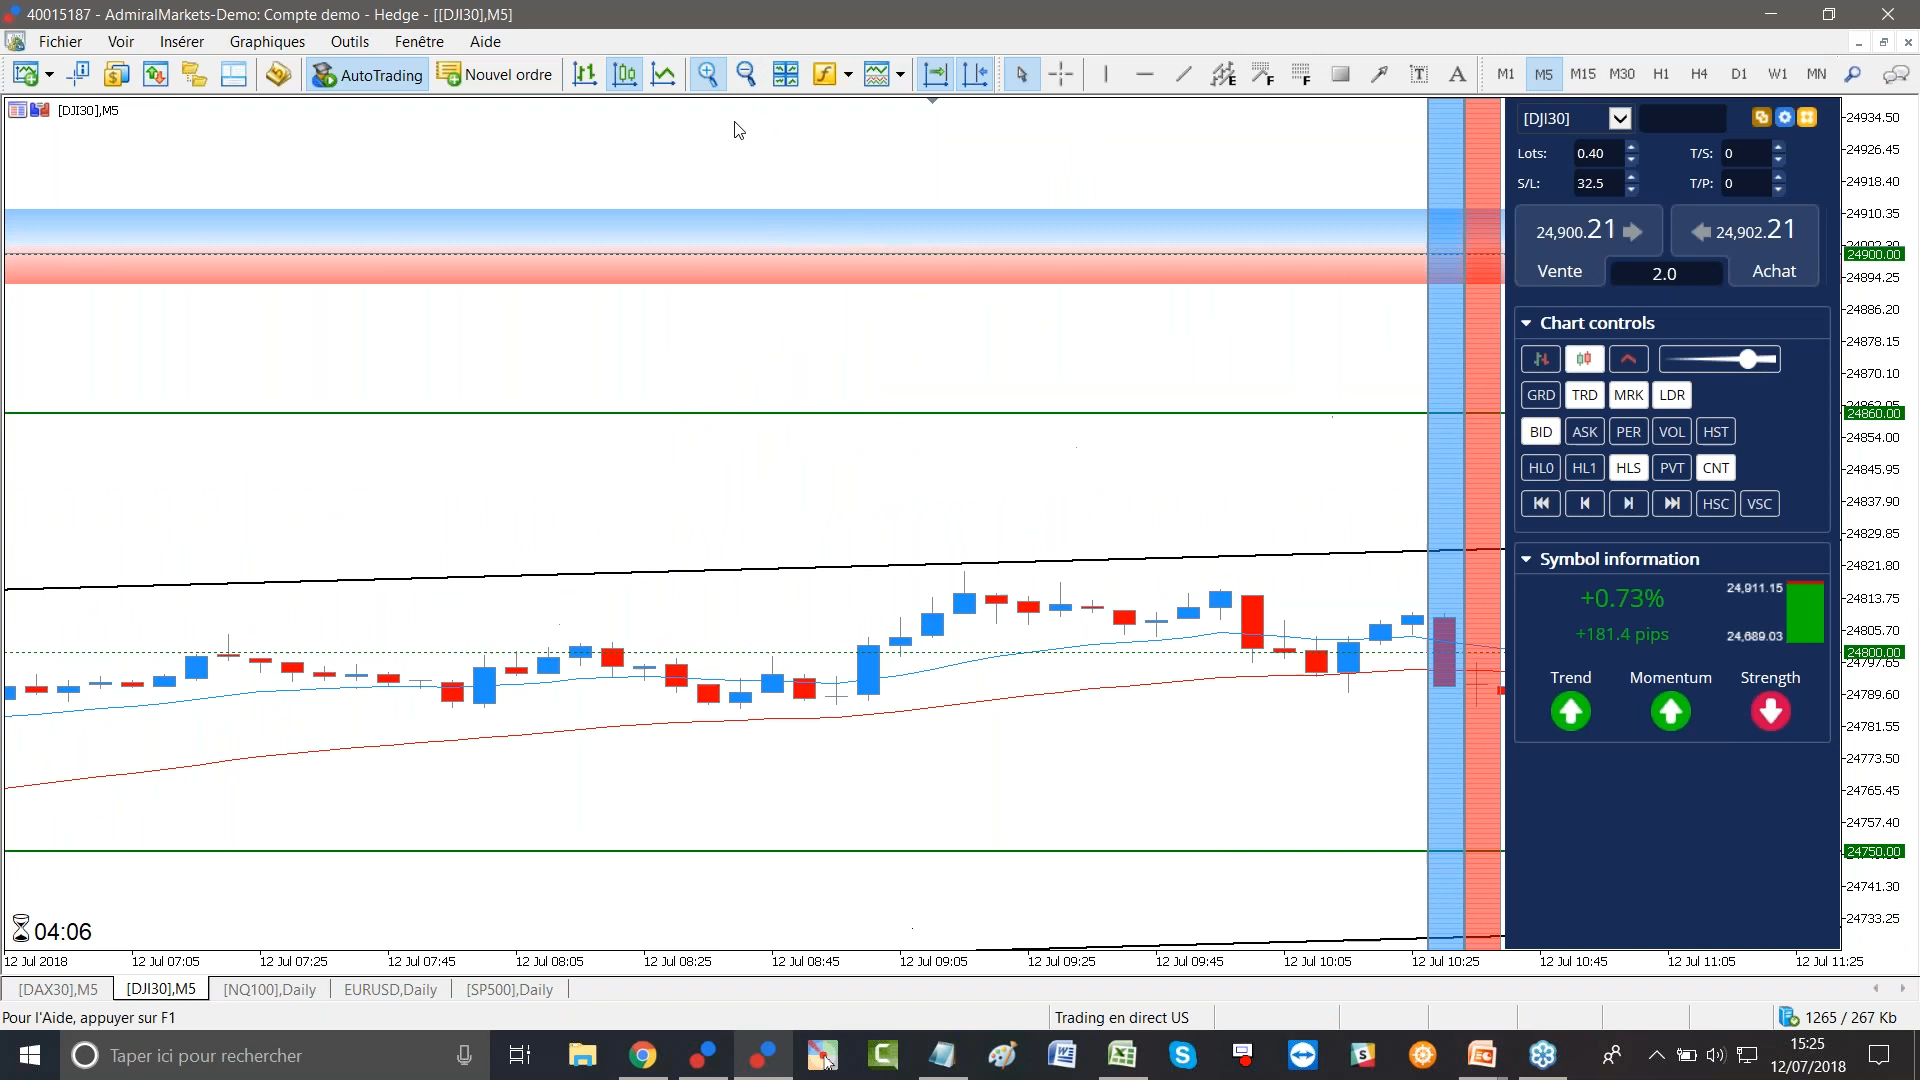 40015187 - AdmiralMarkets-Demo: Compte demo - Hedge - [[DJI30],M5]
Fichier Voir Insérer Graphiques Outils Fenêtre Aide
AutoTrading Nouvel ordre M1 M5 M15 M30 H1 H4 D1 W1 MN
[DJI30],M5
[DJI30]
Lots: 0.40 T/S: 0
S/L: 32.5 T/P: 0
24,900.21 24,902.21
Vente 2.0 Achat
Chart controls
GRD TRD MRK LDR
BID ASK PER VOL HST
HL0 HL1 HLS PVT CNT
HSC VSC
Symbol information
+0.73% 24,911.15
+181.4 pips 24,689.03
Trend Momentum Strength
24934.50
24926.45
24918.40
24910.35
24900.00
24894.25
24886.20
24878.15
24870.10
24860.00
24854.00
24845.95
24837.90
24829.85
24821.80
24813.75
24805.70
24800.00
24797.65
24789.60
24781.55
24773.50
24765.45
24757.40
24750.00
24741.30
24733.25
04:06
12 Jul 2018 12 Jul 07:05 12 Jul 07:25 12 Jul 07:45 12 Jul 08:05 12 Jul 08:25 12 Jul 08:45 12 Jul 09:05 12 Jul 09:25 12 Jul 09:45 12 Jul 10:05 12 Jul 10:25 12 Jul 10:45 12 Jul 11:05 12 Jul 11:25
[DAX30],M5 [DJI30],M5 [NQ100],Daily EURUSD,Daily [SP500],Daily
Pour l'Aide, appuyer sur F1 Trading en direct US 1265 / 267 Kb
Taper ici pour rechercher
15:25
12/07/2018